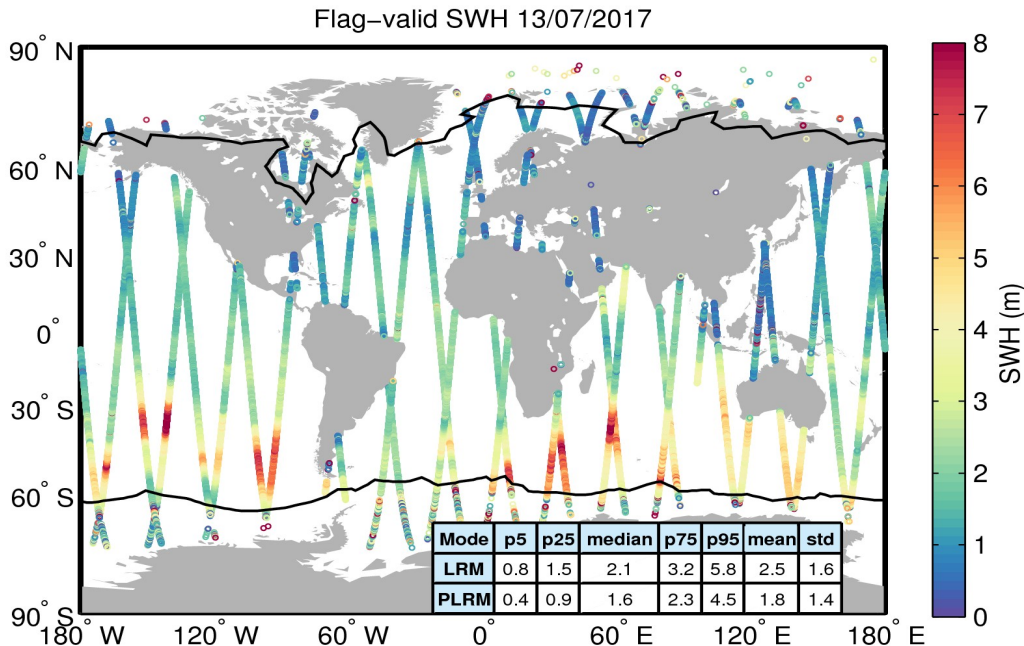 Flag−valid SWH 13/07/2017
90° N
60° N
30° N
0°
30° S
60° S
90° S
180° W
120° W
60° W
0°
60° E
120° E
180° E
8
7
6
5
4
3
2
1
0
SWH (m)
Mode p5 p25 median p75 p95 mean std
LRM 0.8 1.5 2.1 3.2 5.8 2.5 1.6
PLRM 0.4 0.9 1.6 2.3 4.5 1.8 1.4